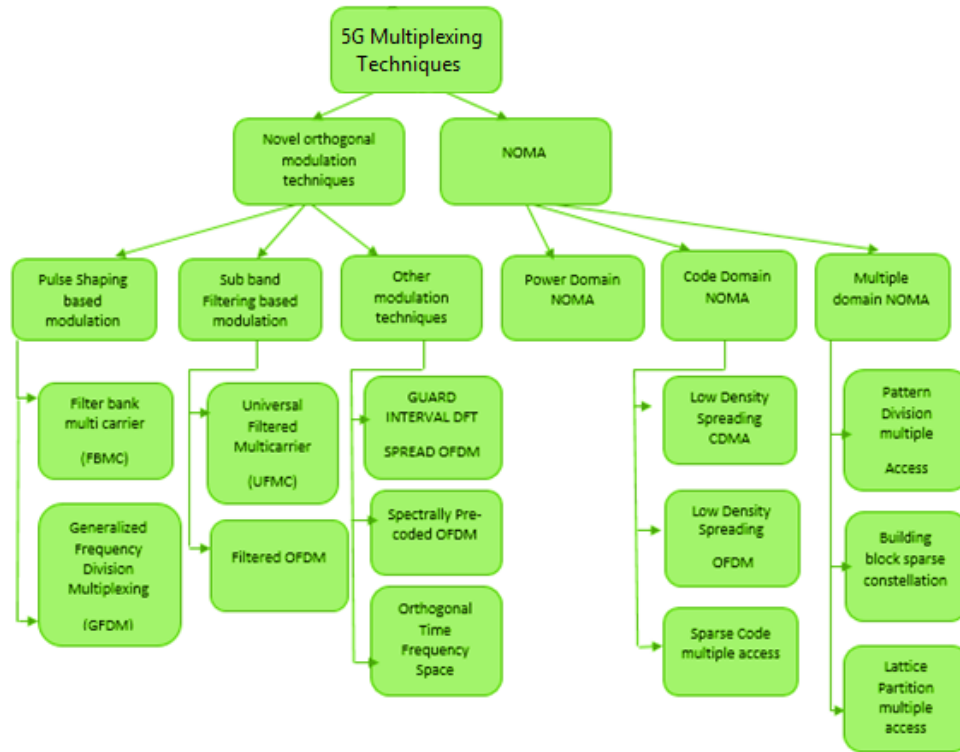 5G Multiplexing
Techniques
Novel orthogonal
modulation
techniques
NOMA
Pulse Shaping
based
modulation
Sub band
Filtering based
modulation
Other
modulation
techniques
Power Domain
NOMA
Code Domain
NOMA
Multiple
domain NOMA
Filter bank
multi carrier
(FBMC)
Generalized
Frequency
Division
Multiplexing
(GFDM)
Universal
Filtered
Multicarrier
(UFMC)
Filtered OFDM
GUARD
INTERVAL DFT
SPREAD OFDM
Spectrally Pre-
coded OFDM
Orthogonal
Time
Frequency
Space
Low Density
Spreading
CDMA
Low Density
Spreading
OFDM
Sparse Code
multiple access
Pattern
Division
multiple
Access
Building
block sparse
constellation
Lattice
Partition
multiple
access